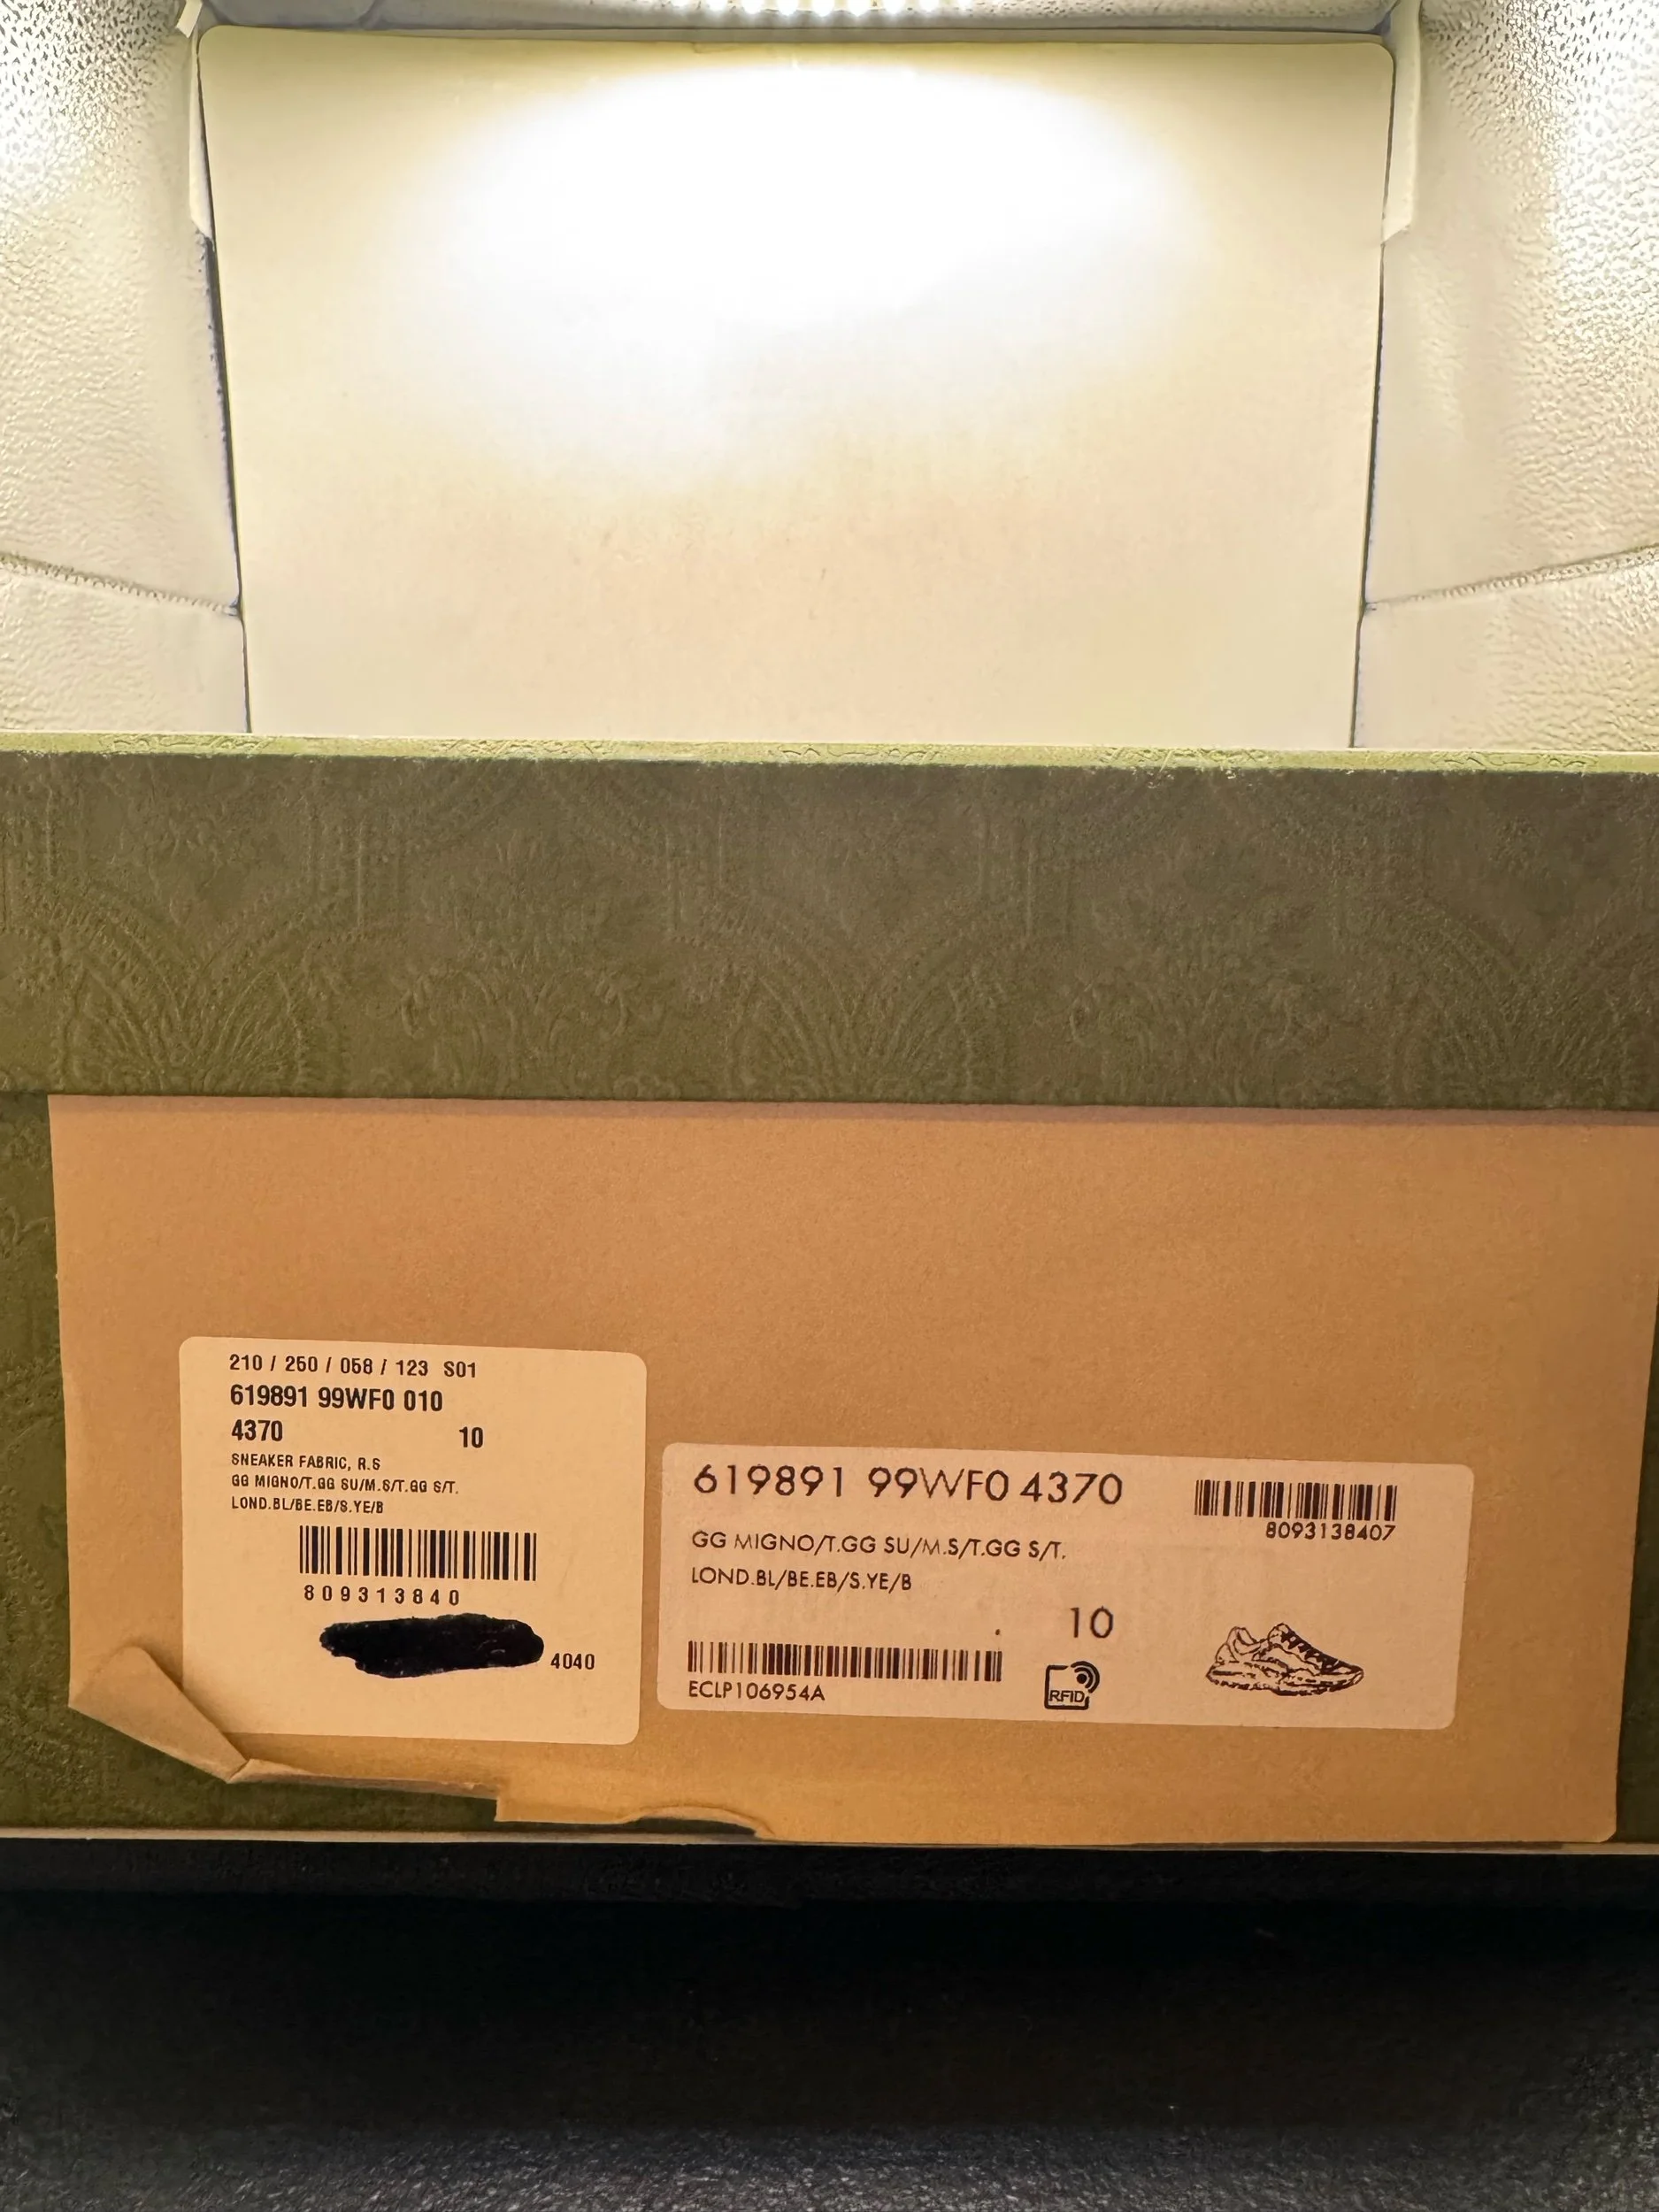 210 / 250 / 058 / 123 S01
619891 99WF0 010
4370 10
SNEAKER FABRIC, R.S
GG MIGNO/T.GG SU/M.S/T.GG S/T.
LOND.BL/BE.EB/S.YE/B
809313840
4040
619891 99WF0 4370
8093138407
GG MIGNO/T.GG SU/M.S/T.GG S/T.
LOND.BL/BE.EB/S.YE/B
10
ECLP106954A
RFID